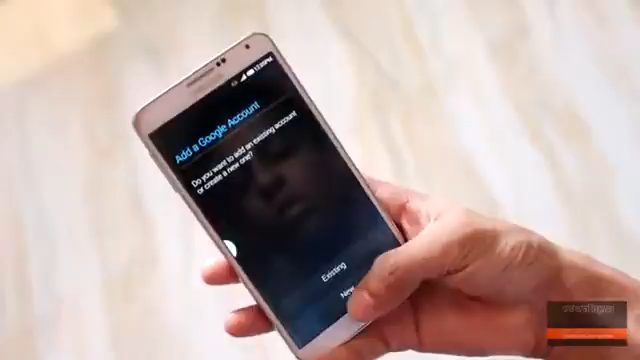 Add a Google Account
Do you want to add an existing account
or create a new one?
Existing
New